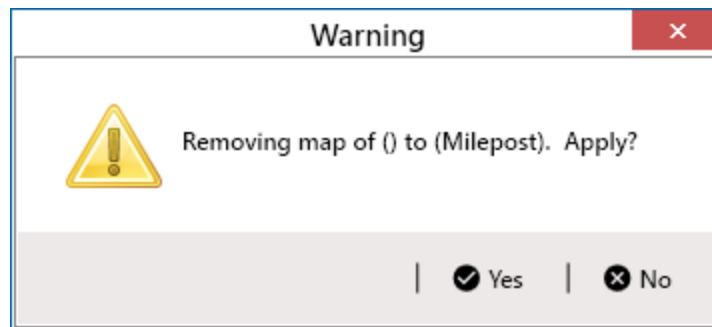 Warning
Removing map of () to (Milepost).  Apply?
Yes
No